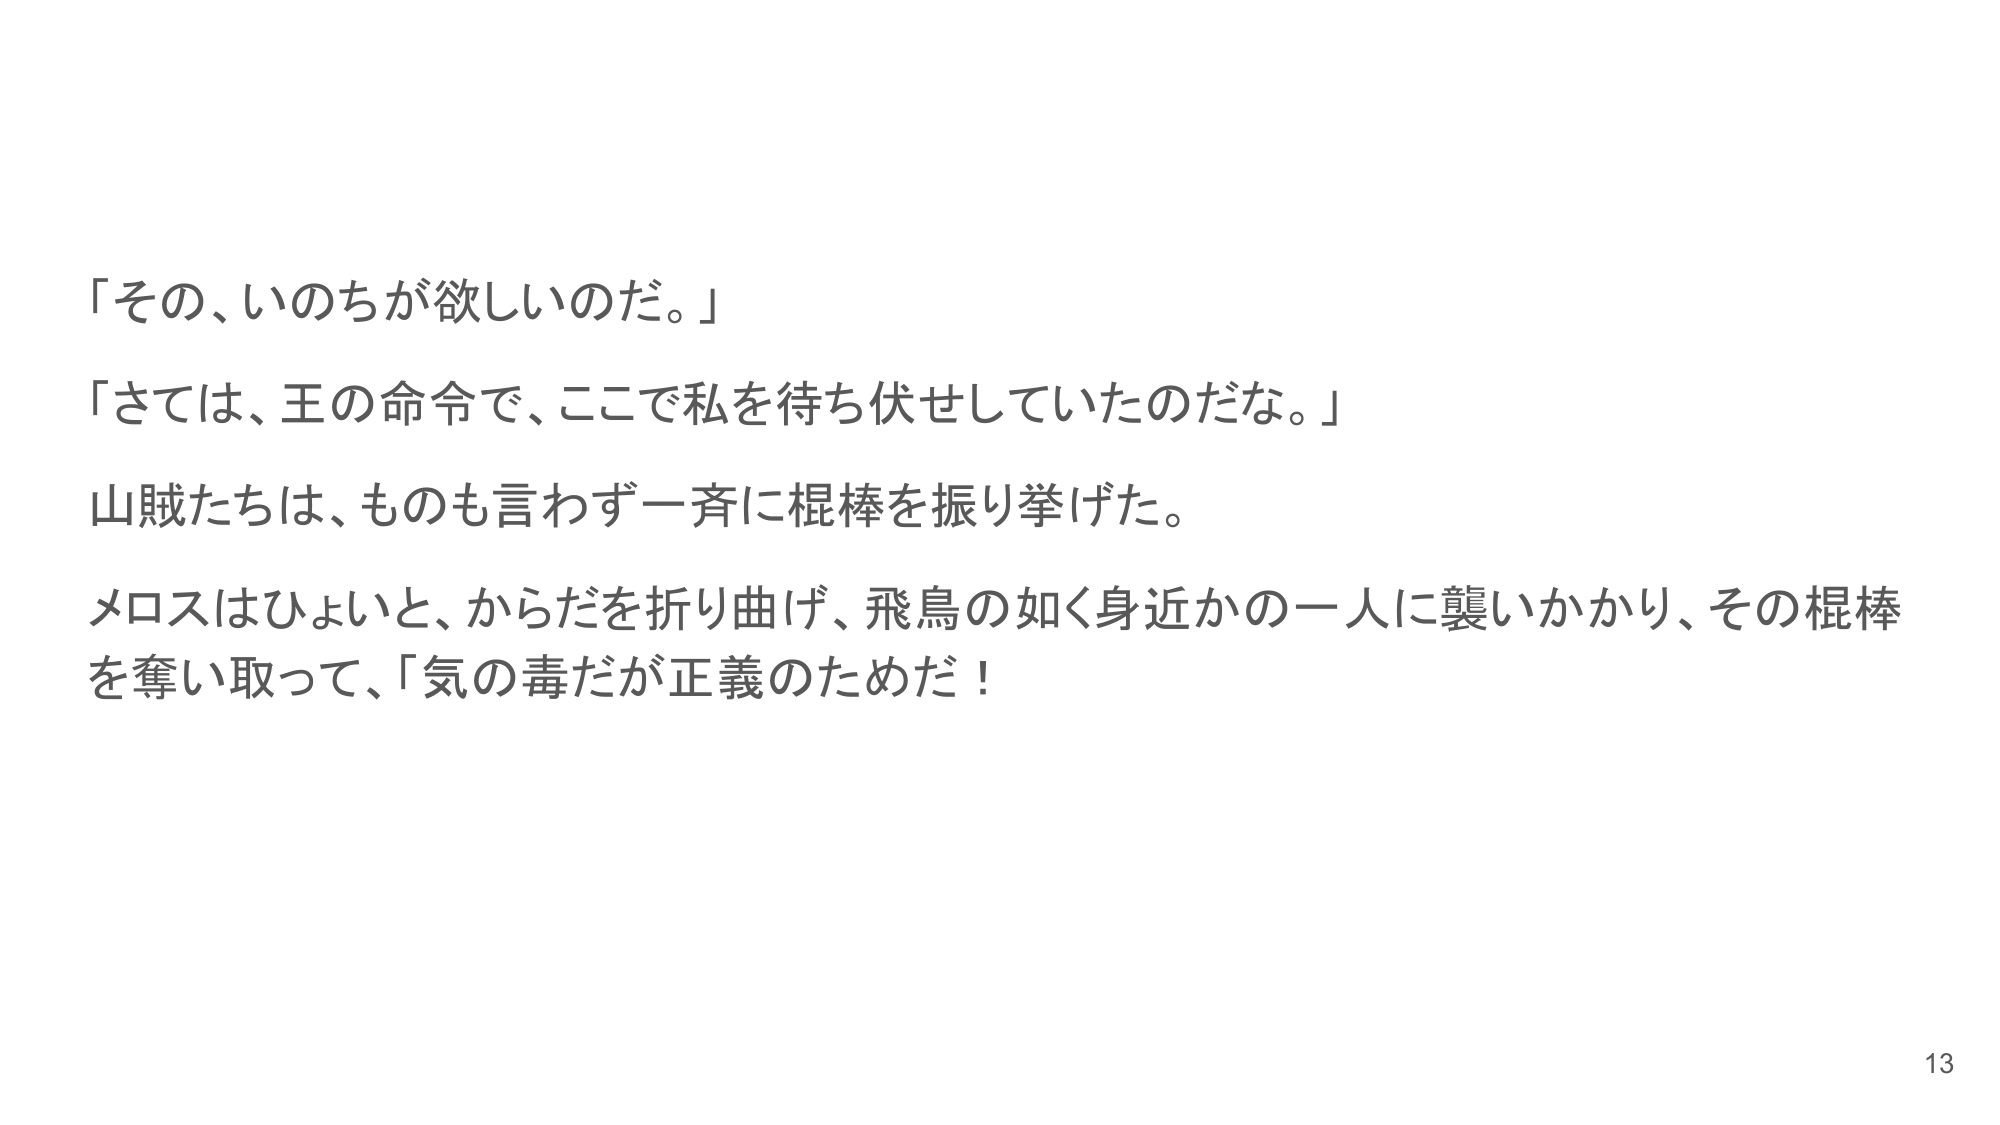 「その、いのちが欲しいのだ。」
「さては、王の命令で、ここで私を待ち伏せしていたのだな。」
山賊たちは、ものも言わず一斉に棍棒を振り挙げた。
メロスはひょいと、からだを折り曲げ、飛鳥の如く身近かの一人に襲いかかり、その棍棒
を奪い取って、「気の毒だが正義のためだ！
13